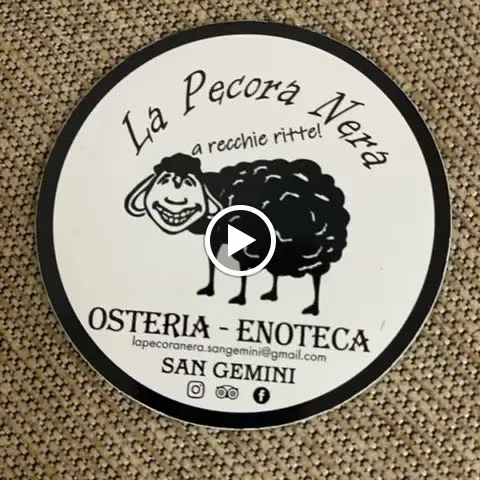 La Pecora Nera
a recchie ritte!
OSTERIA - ENOTECA
lapecoranera.sangemini@gmail.com
SAN GEMINI